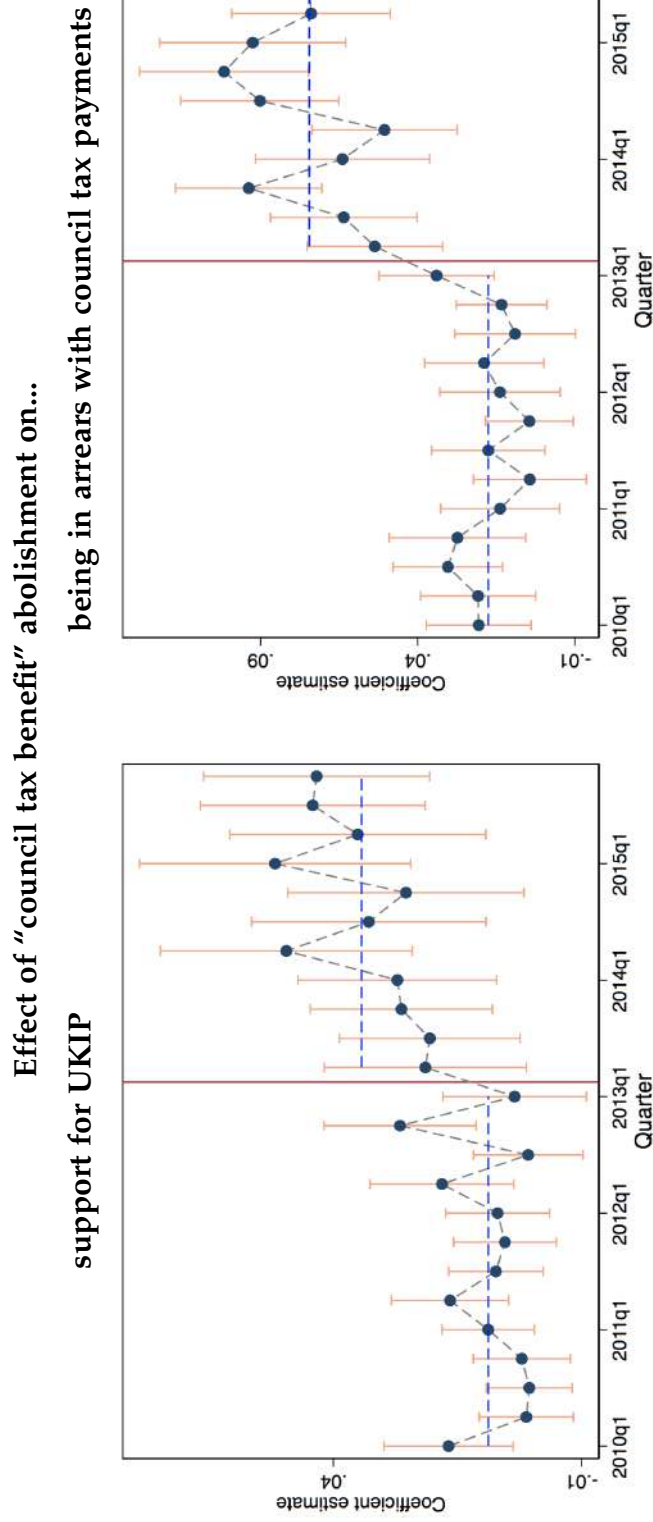 Effect of “council tax benefit” abolishment on...
support for UKIP
Coefficient estimate
.04
-.01
2010q1
2011q1
2012q1
2013q1
2014q1
2015q1
Quarter
being in arrears with council tax payments
Coefficient estimate
.09
.04
-.01
2010q1
2011q1
2012q1
2013q1
2014q1
2015q1
Quarter